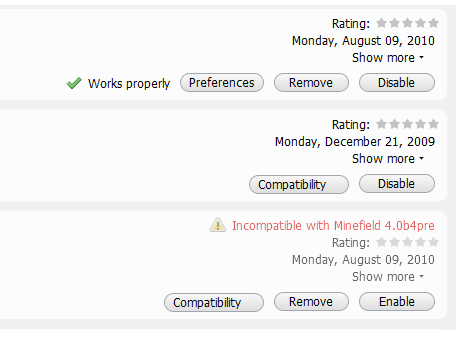 Rating:
Monday, August 09, 2010
Show more
Works properly Preferences Remove Disable
Rating:
Monday, December 21, 2009
Show more
Compatibility Disable
Incompatible with Minefield 4.0b4pre
Rating:
Monday, August 09, 2010
Show more
Compatibility Remove Enable